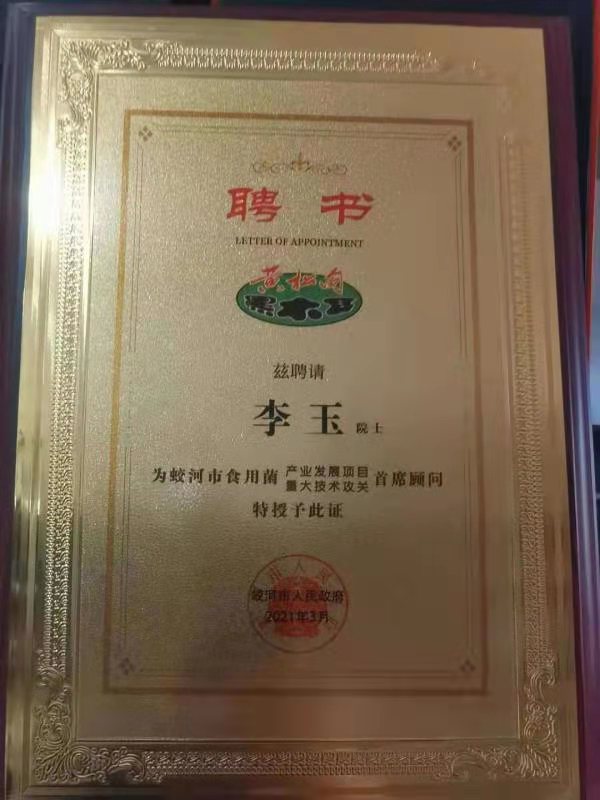 聘书
LETTER OF APPOINTMENT
黄松甸
黑木耳
兹聘请
李玉 院士
为蛟河市食用菌 产业发展项目 首席顾问
重大技术攻关
特授予此证
蛟河市人民政府
2021年3月